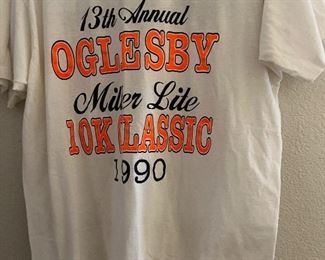 13th Annual
OGLESBY
Miller Lite
10K CLASSIC
1990